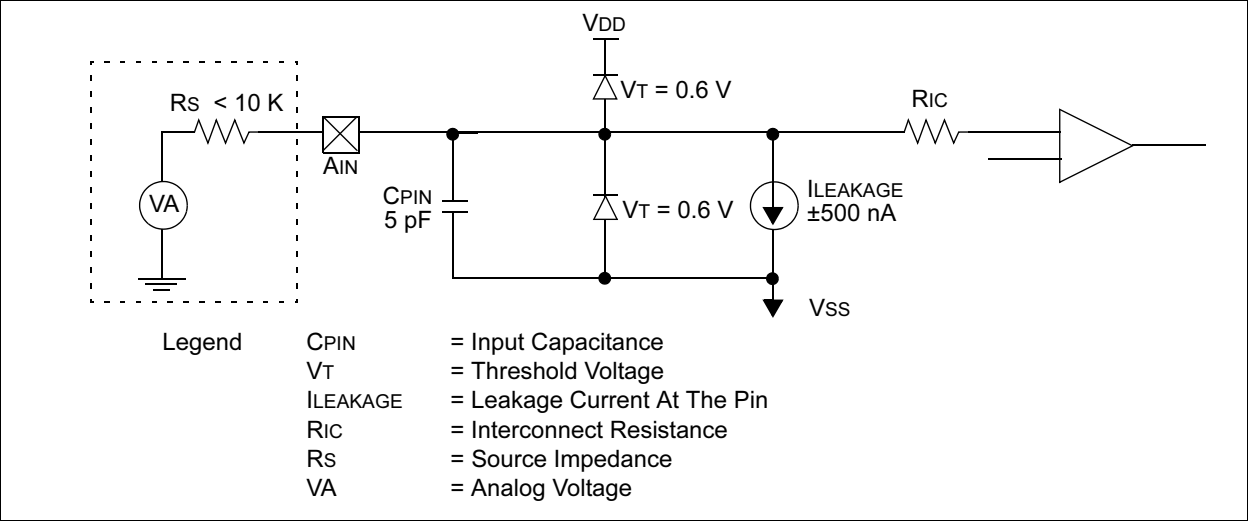 VDD
VT = 0.6 V
RS < 10 K
RIC
AIN
CPIN
5 pF
VT = 0.6 V
ILEAKAGE
±500 nA
VA
VSS
Legend
CPIN = Input Capacitance
VT = Threshold Voltage
ILEAKAGE = Leakage Current At The Pin
RIC = Interconnect Resistance
RS = Source Impedance
VA = Analog Voltage